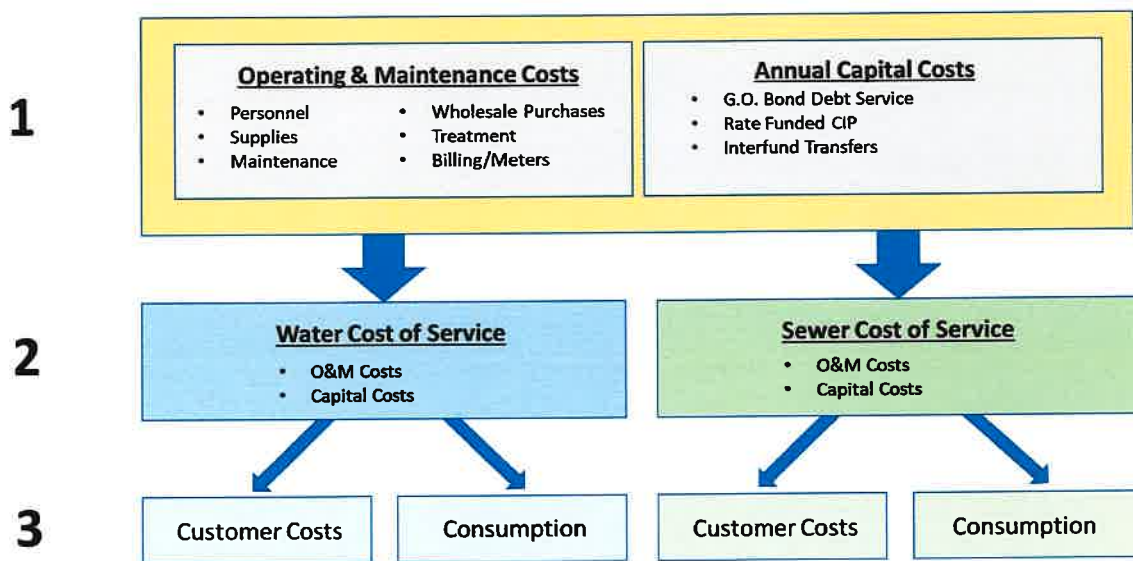 1
Operating & Maintenance Costs
• Personnel
• Supplies
• Maintenance
• Wholesale Purchases
• Treatment
• Billing/Meters
Annual Capital Costs
• G.O. Bond Debt Service
• Rate Funded CIP
• Interfund Transfers
2
Water Cost of Service
• O&M Costs
• Capital Costs
Sewer Cost of Service
• O&M Costs
• Capital Costs
3
Customer Costs
Consumption
Customer Costs
Consumption